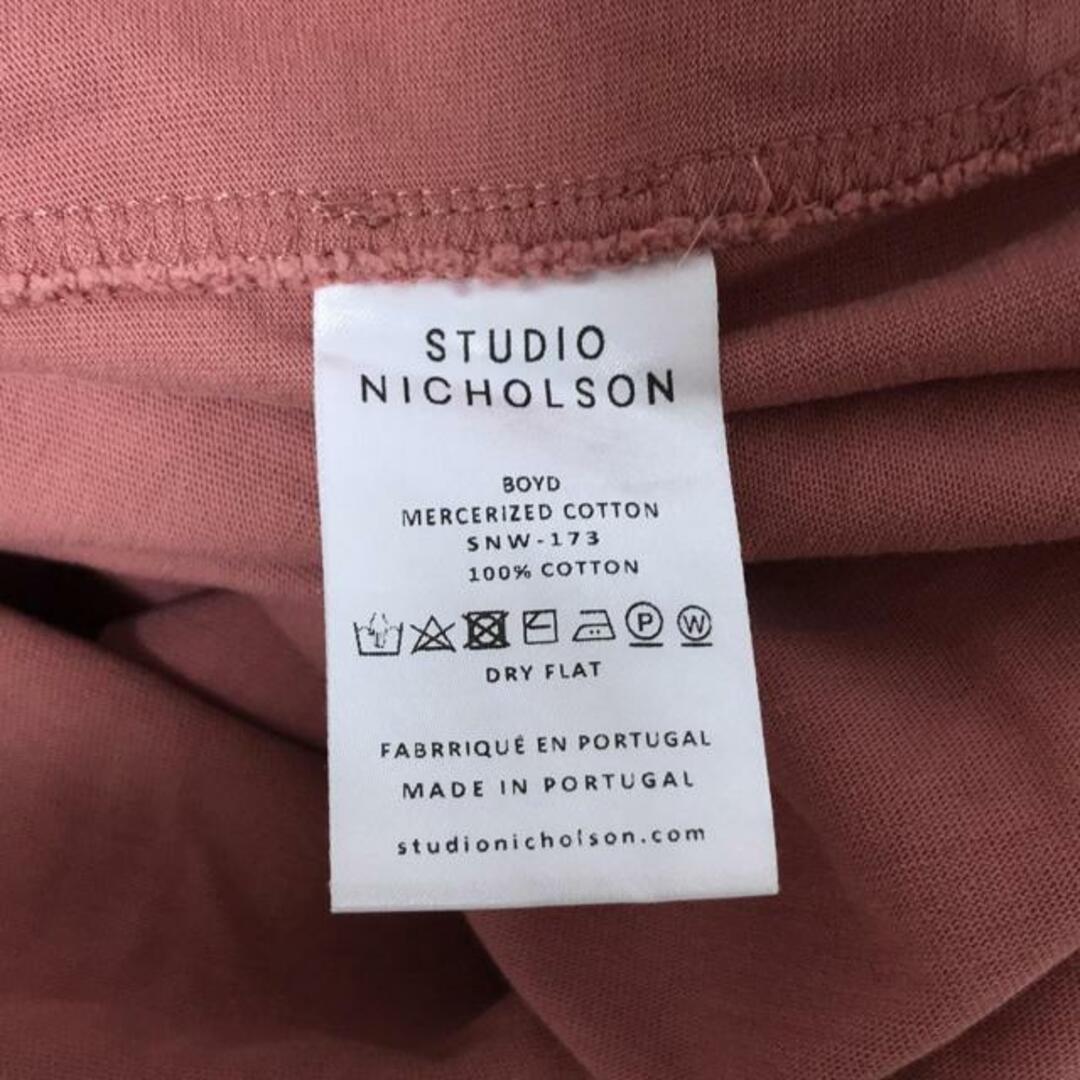 STUDIO
NICHOLSON
BOYD
MERCERIZED COTTON
SNW-173
100% COTTON
P W
DRY FLAT
FABRRIQUÉ EN PORTUGAL
MADE IN PORTUGAL
studionicholson.com